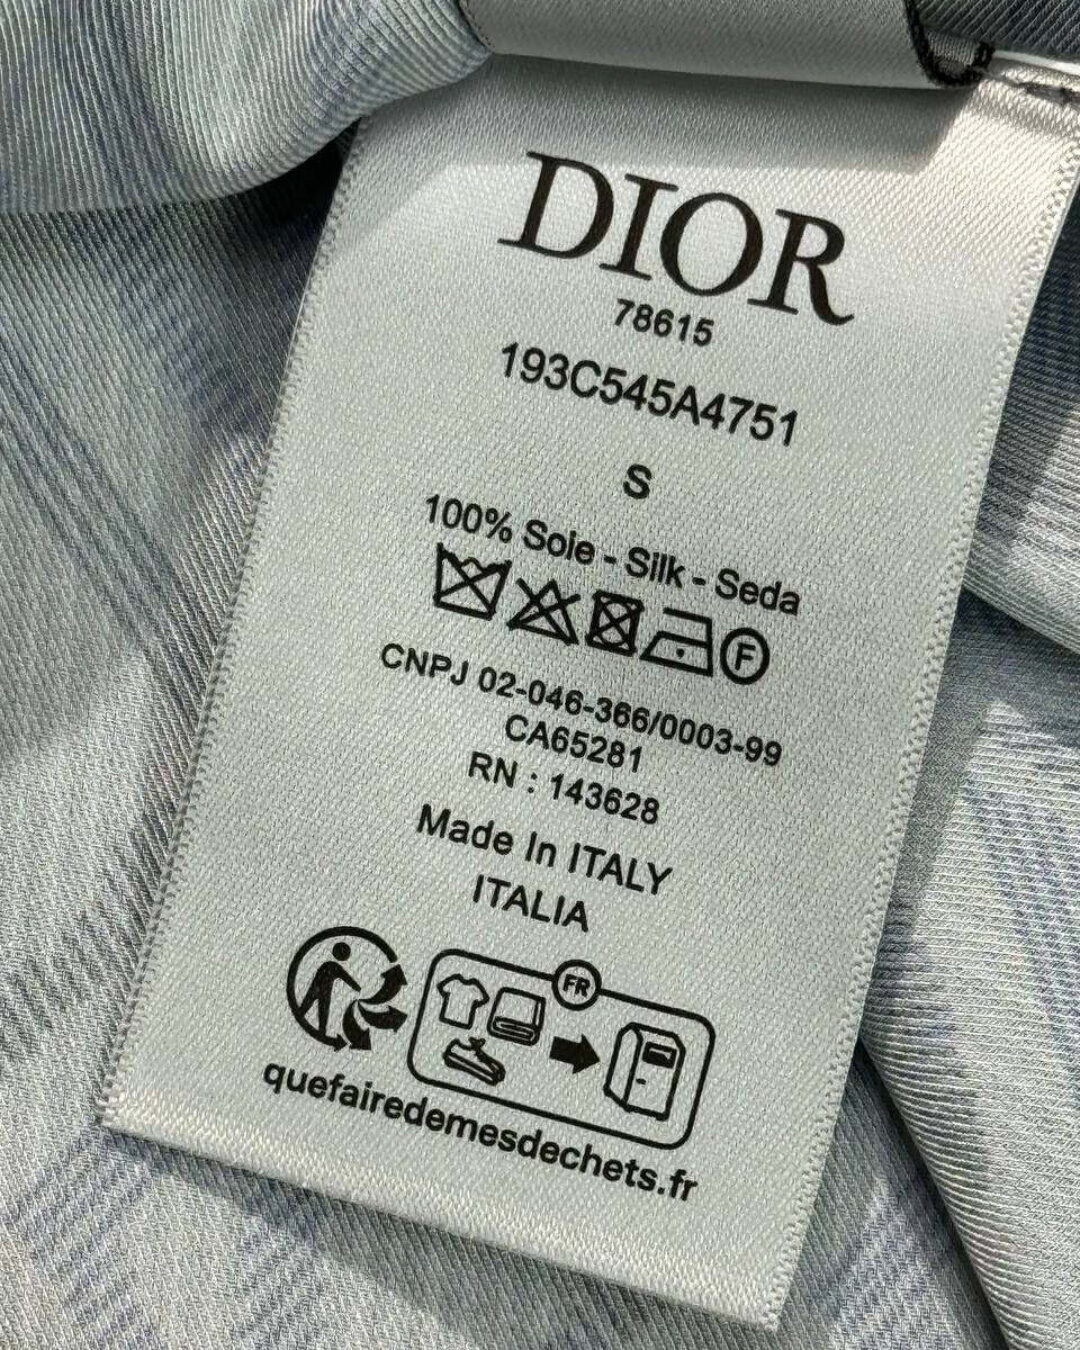 DIOR
78615
193C545A4751
S
100% Soie - Silk - Seda
F
CNPJ 02-046-366/0003-99
CA65281
RN : 143628
Made In ITALY
ITALIA
FR
quefairedemesdechets.fr